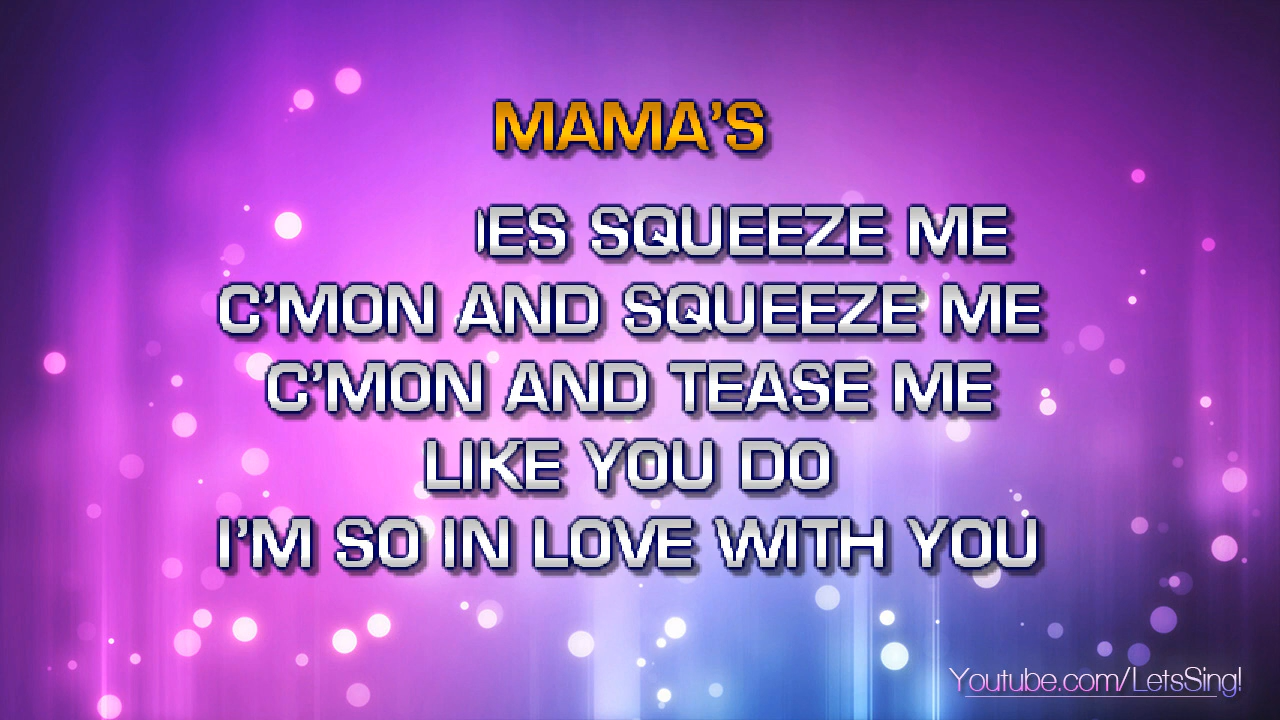 MAMA'S
SQUEEZE ME
C'MON AND SQUEEZE ME
C'MON AND TEASE ME
LIKE YOU DO
I'M SO IN LOVE WITH YOU
Youtube.com/LetsSing!